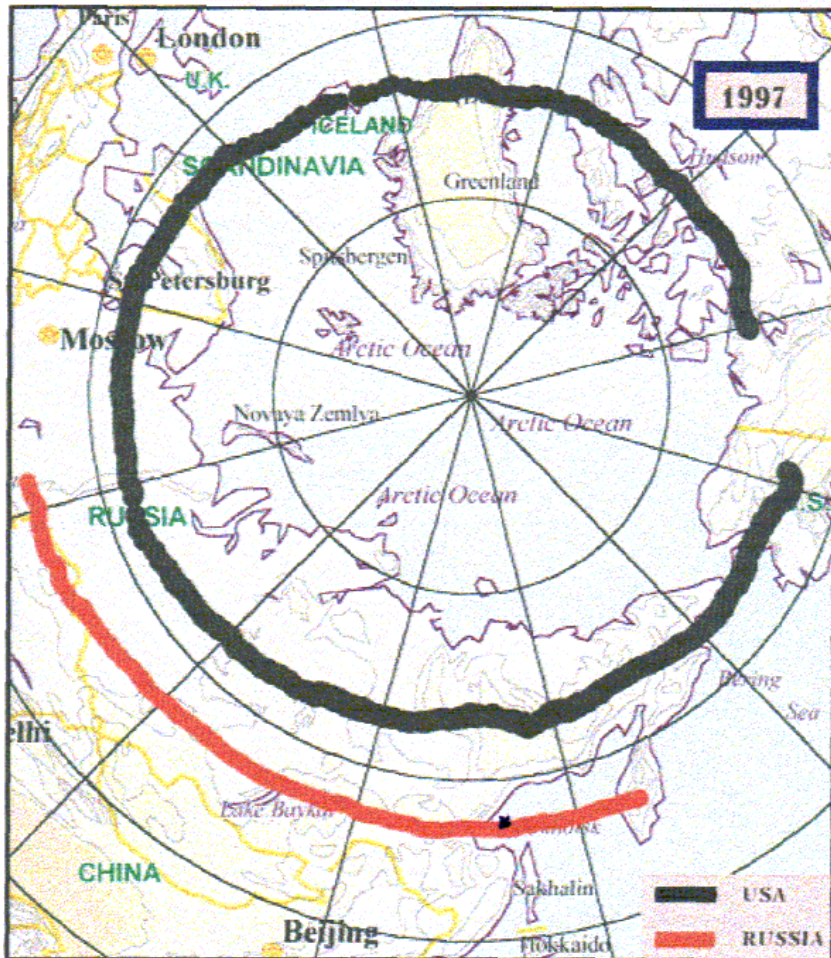 Paris
London
1997
U.K.
ICELAND
Hudson
SCANDINAVIA
Greenland
Spitsbergen
St. Petersburg
Moscow
Arctic Ocean
Novaya Zemlya
Arctic Ocean
Arctic Ocean
RUSSIA
Bering
Sea
elhi
Lake Baykal
CHINA
Sakhalin
USA
Beijing
Hokkaido
RUSSIA